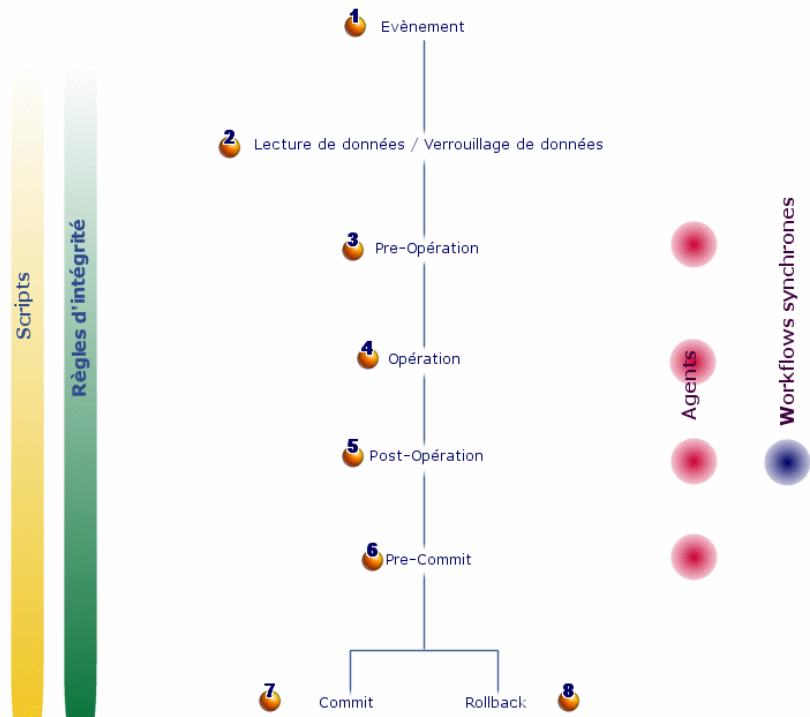 1 Evènement
2 Lecture de données / Verrouillage de données
3 Pre-Opération
4 Opération
5 Post-Opération
6 Pre-Commit
7 Commit
Rollback 8
Scripts
Règles d'intégrité
Agents
Workflows synchrones